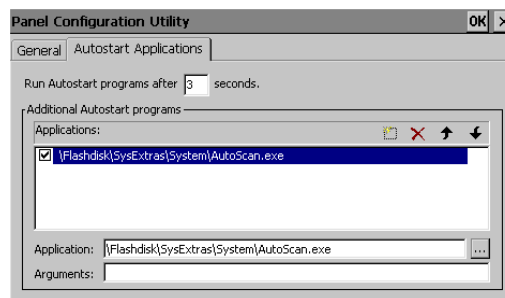 Panel Configuration Utility OK
General Autostart Applications
Run Autostart programs after 3 seconds.
Additional Autostart programs
Applications:
\Flashdisk\SysExtras\System\AutoScan.exe
Application: \Flashdisk\SysExtras\System\AutoScan.exe ...
Arguments: